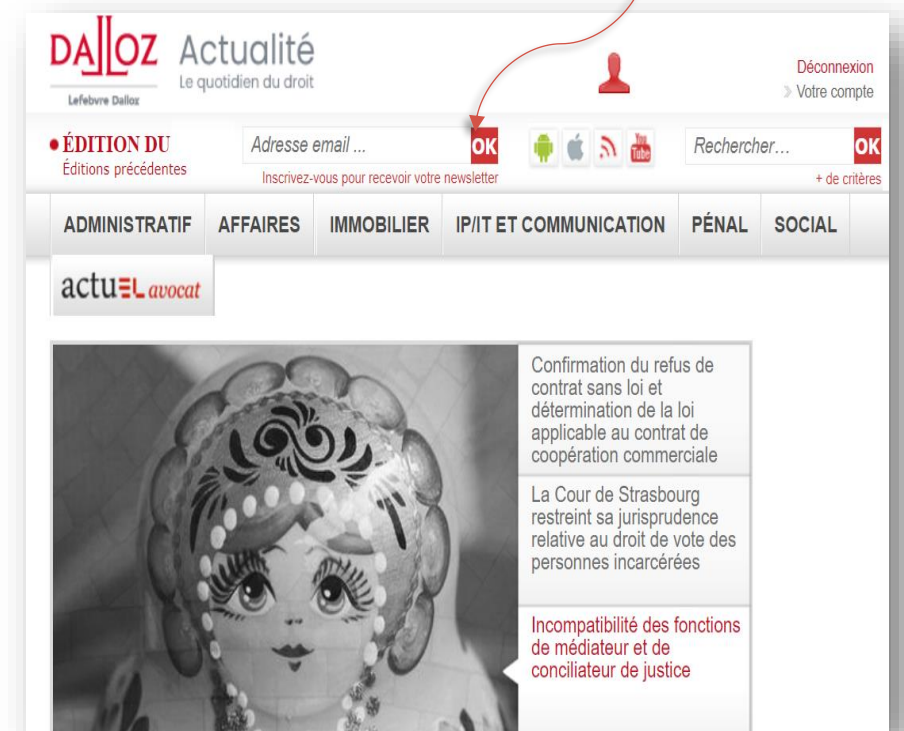 DALLOZ Actualité
Le quotidien du droit
Lefebvre Dalloz
Déconnexion
Votre compte
ÉDITION DU
Éditions précédentes
Adresse email ...
OK
Inscrivez-vous pour recevoir votre newsletter
You
Tube
Rechercher...
OK
+ de critères
ADMINISTRATIF AFFAIRES IMMOBILIER IP/IT ET COMMUNICATION PÉNAL SOCIAL
actuEL avocat
Confirmation du refus de
contrat sans loi et
détermination de la loi
applicable au contrat de
coopération commerciale
La Cour de Strasbourg
restreint sa jurisprudence
relative au droit de vote des
personnes incarcérées
Incompatibilité des fonctions
de médiateur et de
conciliateur de justice